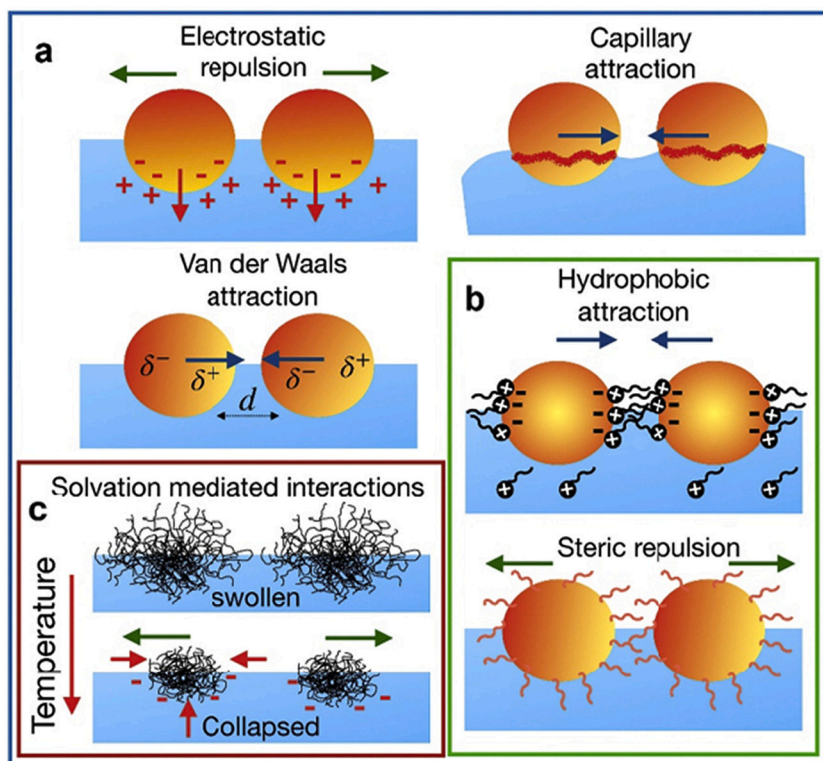 a
Electrostatic
repulsion
Capillary
attraction
- - - - - - - -
+ + + + + + + + + +
Van der Waals
attraction
δ⁻ δ⁺ δ⁻ δ⁺
d
b
Hydrophobic
attraction
Steric repulsion
Solvation mediated interactions
c
swollen
Temperature
Collapsed